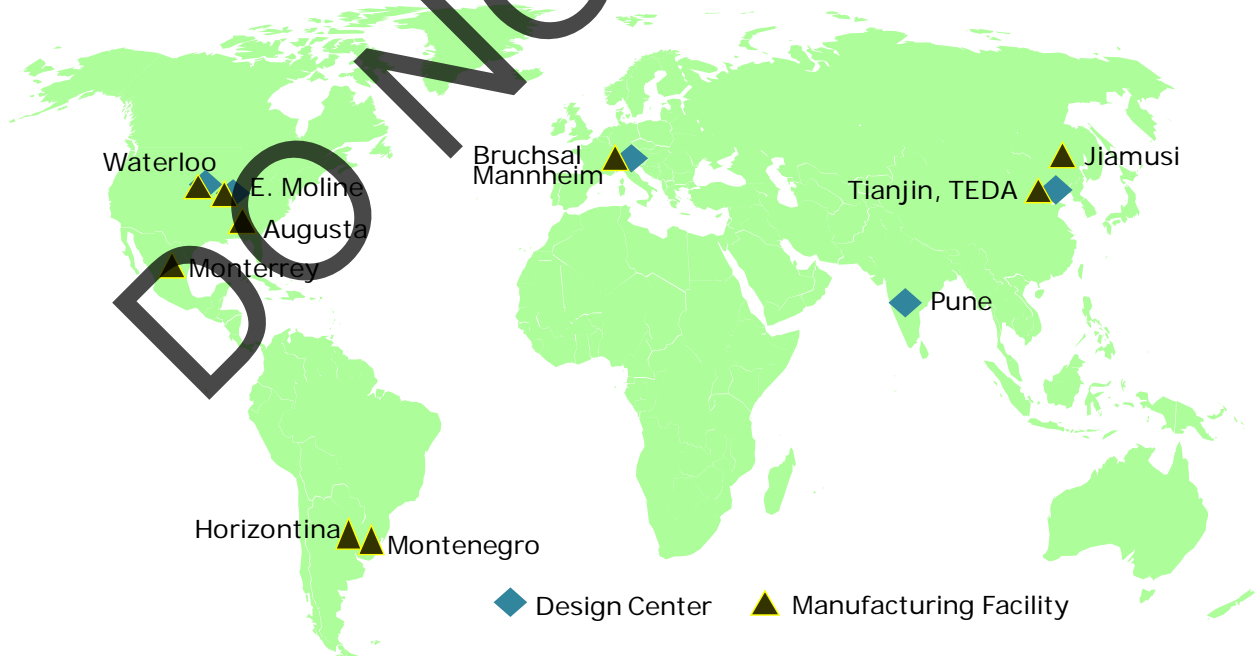 DO NO
Waterloo
E. Moline
Augusta
Monterrey
Bruchsal
Mannheim
Jiamusi
Tianjin, TEDA
Pune
Horizontina
Montenegro
Design Center
Manufacturing Facility